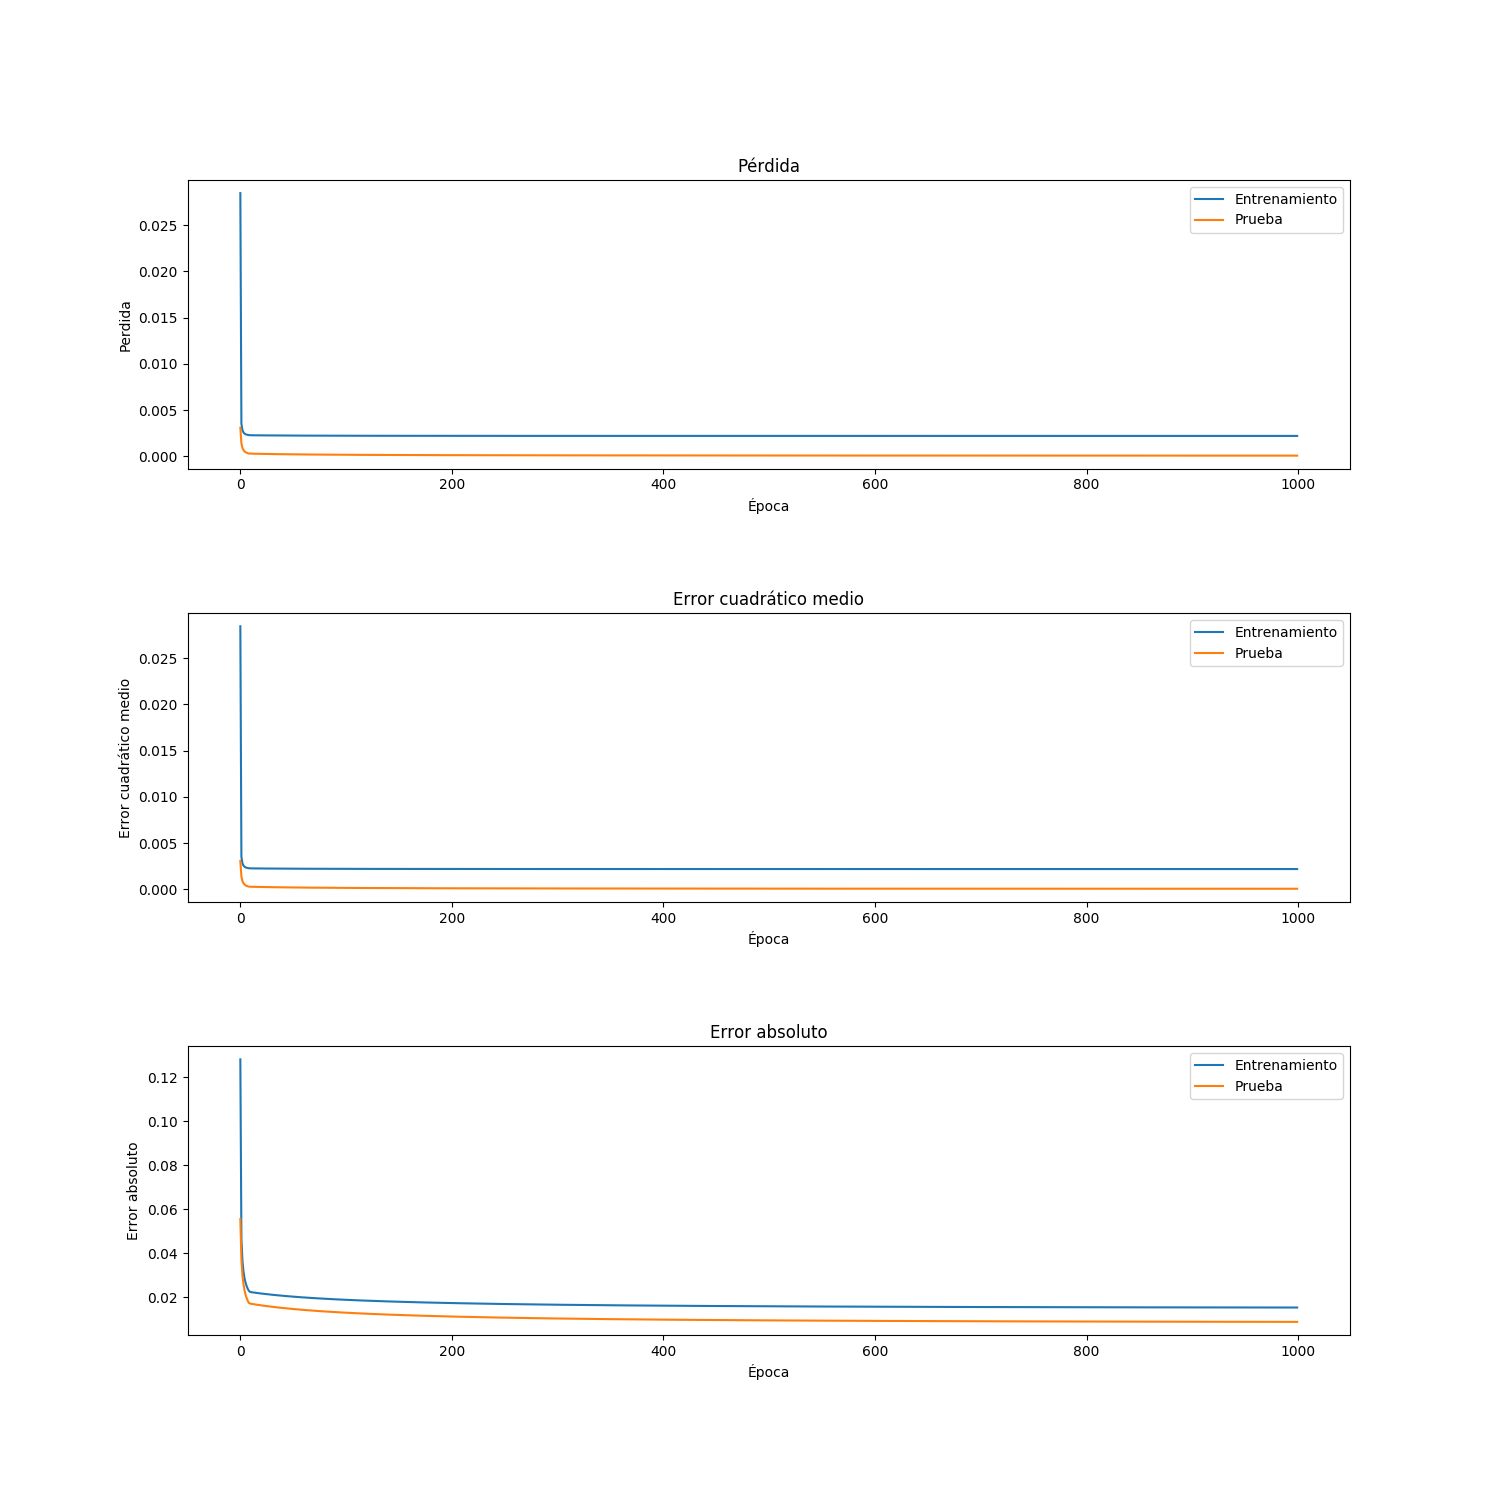 Pérdida
Entrenamiento
Prueba
0.025
0.020
0.015
0.010
0.005
0.000
Perdida
0 200 400 600 800 1000
Época
Error cuadrático medio
Entrenamiento
Prueba
0.025
0.020
0.015
0.010
0.005
0.000
Error cuadrático medio
0 200 400 600 800 1000
Época
Error absoluto
Entrenamiento
Prueba
0.12
0.10
0.08
0.06
0.04
0.02
Error absoluto
0 200 400 600 800 1000
Época